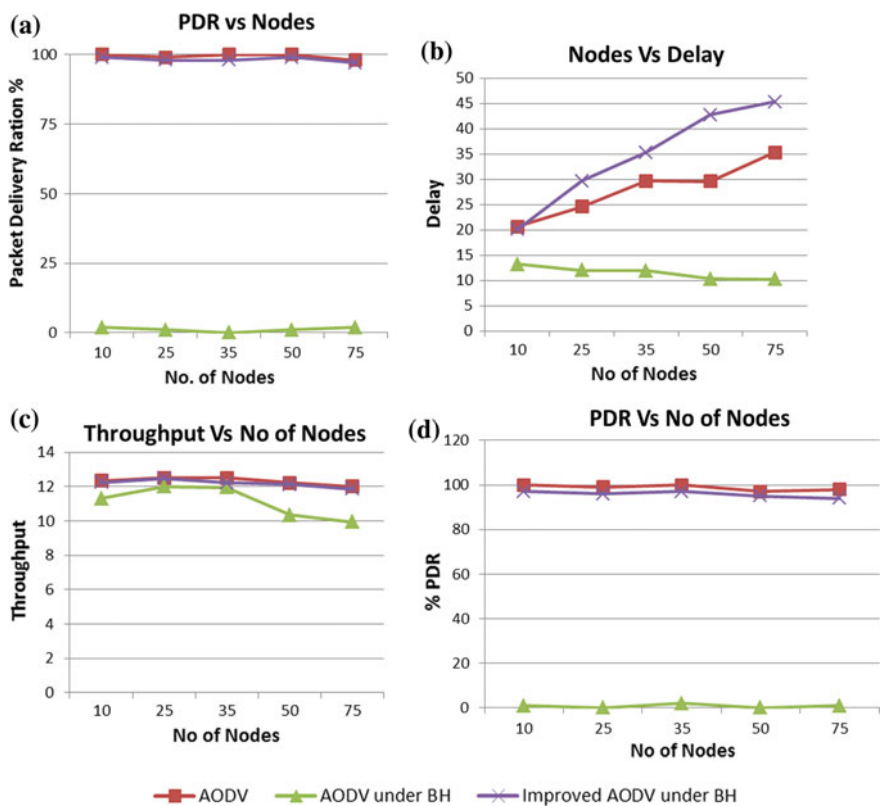 (a)
PDR vs Nodes
Packet Delivery Ration %
100
75
50
25
0
10 25 35 50 75
No. of Nodes
(b)
Nodes Vs Delay
Delay
50
45
40
35
30
25
20
15
10
5
0
10 25 35 50 75
No of Nodes
(c)
Throughput Vs No of Nodes
Throughput
14
12
10
8
6
4
2
0
10 25 35 50 75
No of Nodes
(d)
PDR Vs No of Nodes
% PDR
120
100
80
60
40
20
0
10 25 35 50 75
No of Nodes
AODV AODV under BH Improved AODV under BH